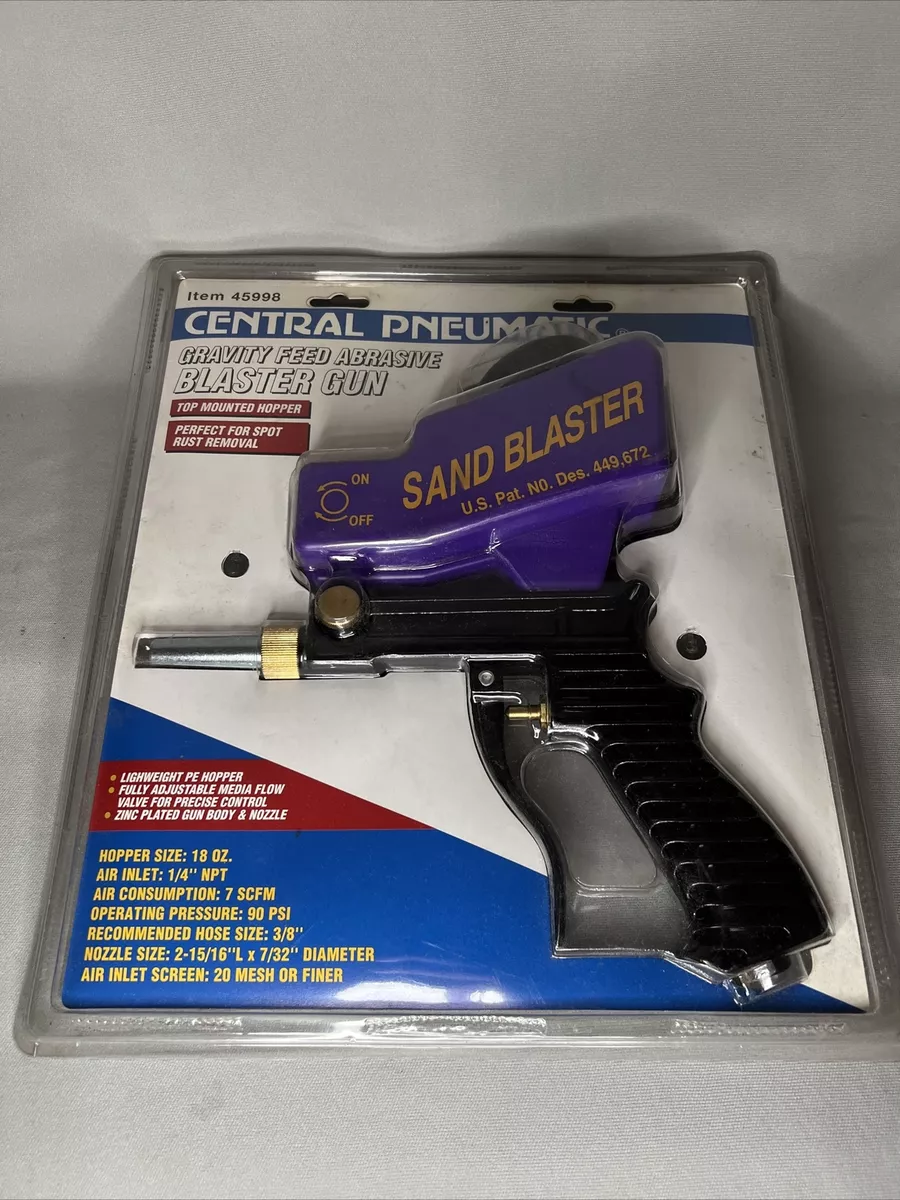 Item 45998
CENTRAL PNEUMATIC®
GRAVITY FEED ABRASIVE
BLASTER GUN
TOP MOUNTED HOPPER
PERFECT FOR SPOT
RUST REMOVAL
ON
OFF
SAND BLASTER
U.S. Pat. N0. Des. 449,672
• LIGHWEIGHT PE HOPPER
• FULLY ADJUSTABLE MEDIA FLOW
VALVE FOR PRECISE CONTROL
• ZINC PLATED GUN BODY & NOZZLE
HOPPER SIZE: 18 OZ.
AIR INLET: 1/4" NPT
AIR CONSUMPTION: 7 SCFM
OPERATING PRESSURE: 90 PSI
RECOMMENDED HOSE SIZE: 3/8"
NOZZLE SIZE: 2-15/16"L x 7/32" DIAMETER
AIR INLET SCREEN: 20 MESH OR FINER